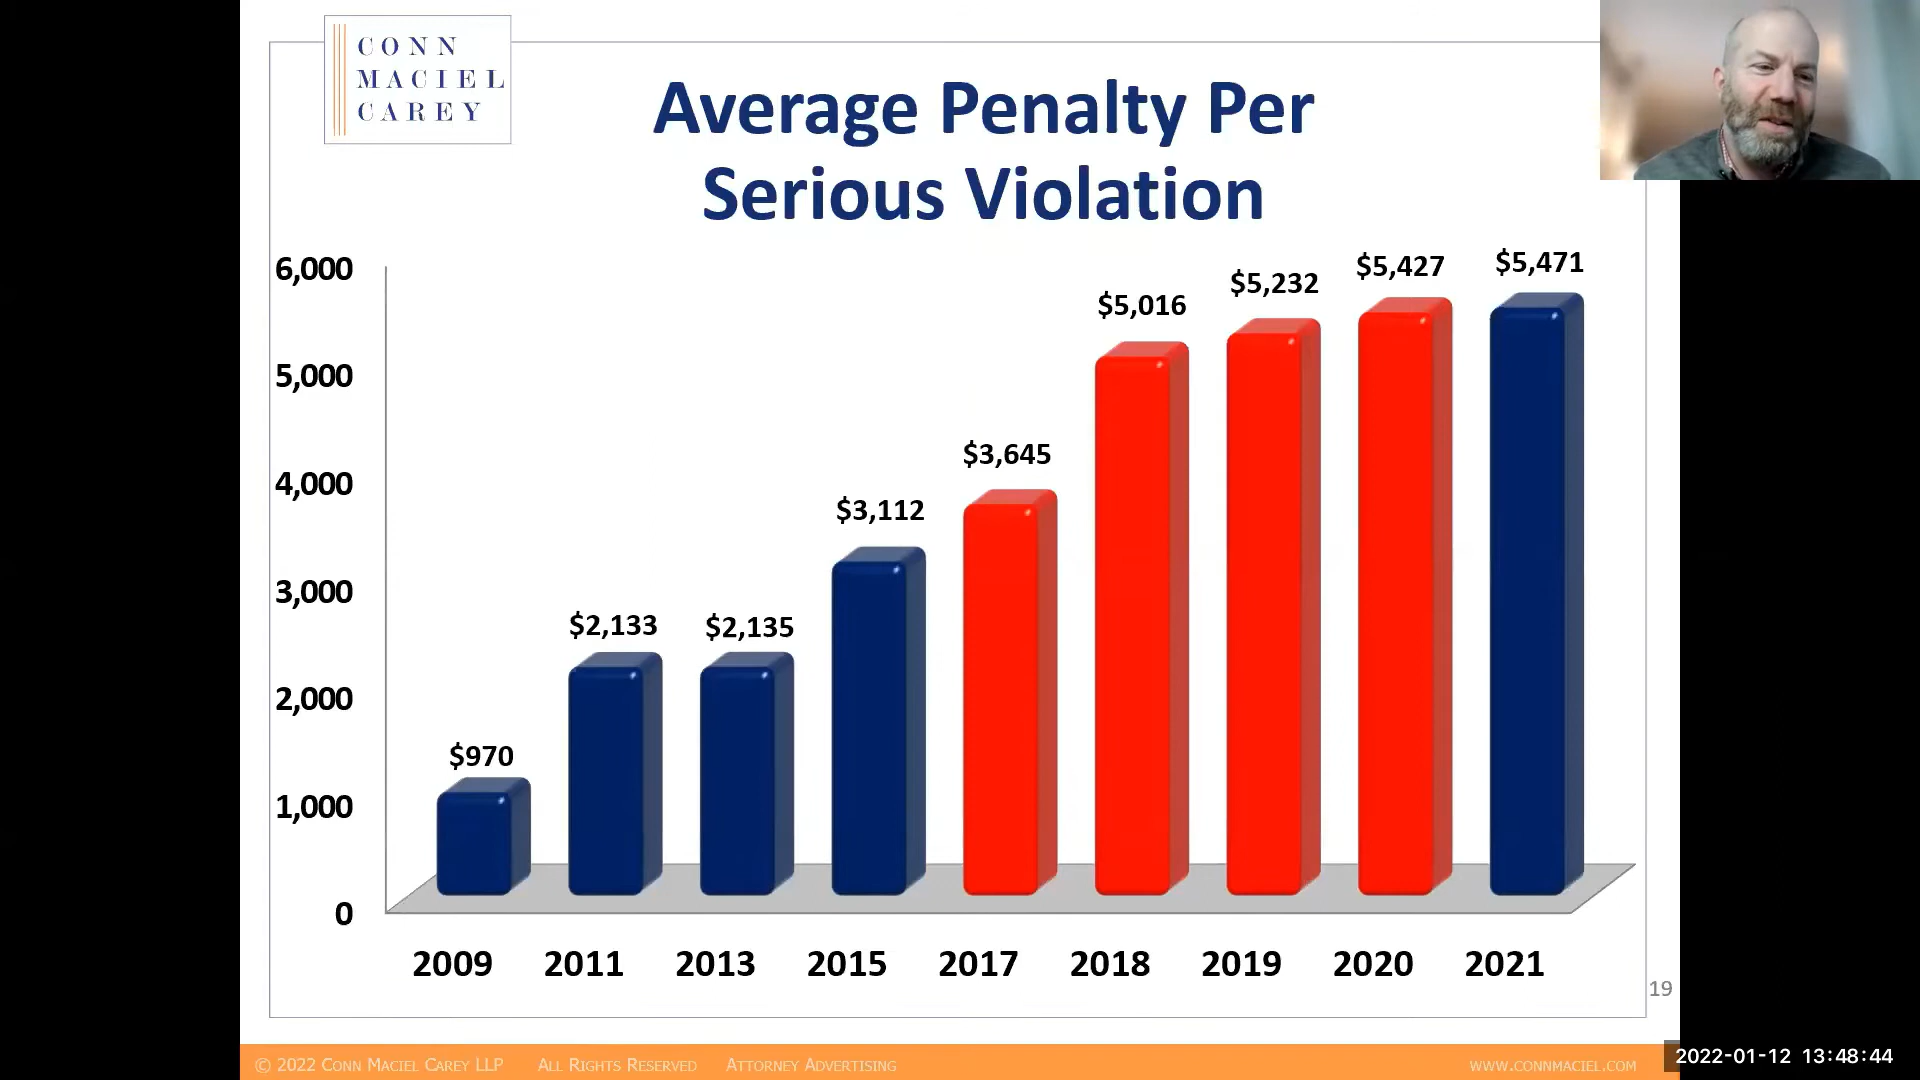 CONN
MACIEL
CAREY
Average Penalty Per
Serious Violation
6,000
5,000
4,000
3,000
2,000
1,000
0
$970
$2,133
$2,135
$3,112
$3,645
$5,016
$5,232
$5,427
$5,471
2009 2011 2013 2015 2017 2018 2019 2020 2021
19
© 2022 CONN MACIEL CAREY LLP ALL RIGHTS RESERVED ATTORNEY ADVERTISING WWW.CONNMACIEL.COM
2022-01-12 13:48:44